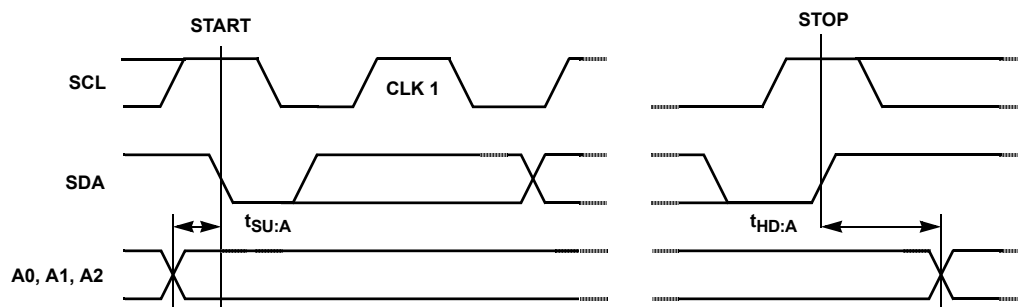 START
STOP
SCL
CLK 1
SDA
tSU:A
tHD:A
A0, A1, A2